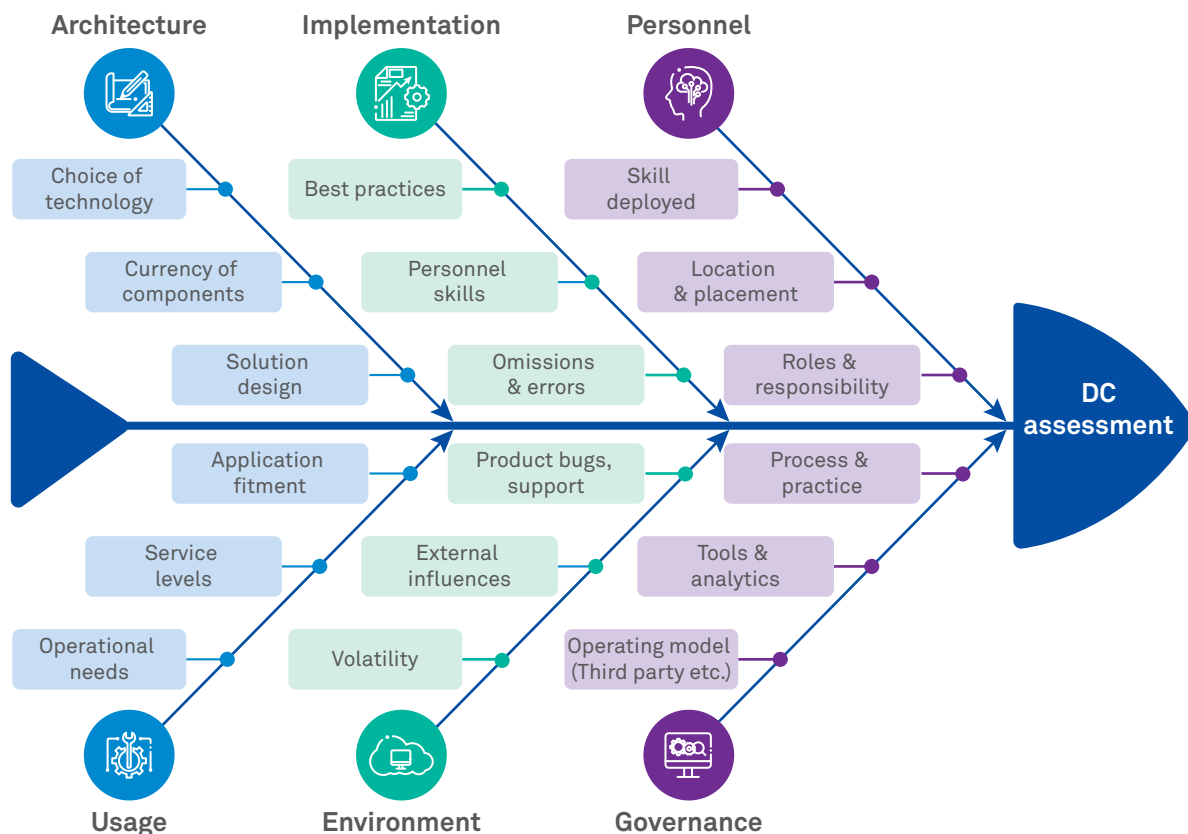 Architecture
Implementation
Personnel
Choice of
technology
Best practices
Skill
deployed
Currency of
components
Personnel
skills
Location
& placement
Solution
design
Omissions
& errors
Roles &
responsibility
DC
assessment
Application
fitment
Product bugs,
support
Process &
practice
Service
levels
External
influences
Tools &
analytics
Operational
needs
Volatility
Operating model
(Third party etc.)
Usage
Environment
Governance